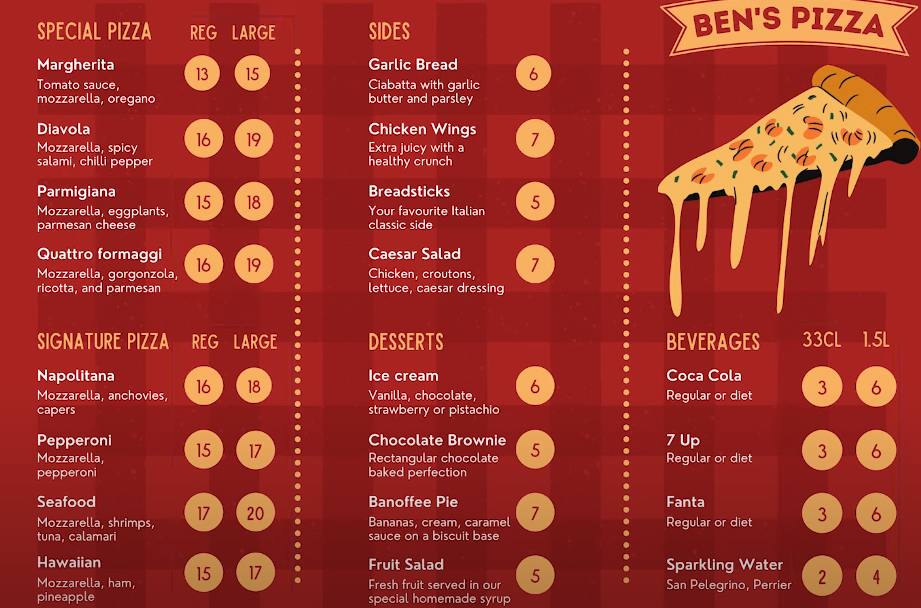 BEN'S PIZZA
SPECIAL PIZZA REG LARGE
Margherita 13 15
Tomato sauce,
mozzarella, oregano
Diavola 16 19
Mozzarella, spicy
salami, chilli pepper
Parmigiana 15 18
Mozzarella, eggplants,
parmesan cheese
Quattro formaggi 16 19
Mozzarella, gorgonzola,
ricotta, and parmesan
SIGNATURE PIZZA REG LARGE
Napolitana 16 18
Mozzarella, anchovies,
capers
Pepperoni 15 17
Mozzarella,
pepperoni
Seafood 17 20
Mozzarella, shrimps,
tuna, calamari
Hawaiian 15 17
Mozzarella, ham,
pineapple
SIDES
Garlic Bread 6
Ciabatta with garlic
butter and parsley
Chicken Wings 7
Extra juicy with a
healthy crunch
Breadsticks 5
Your favourite Italian
classic side
Caesar Salad 7
Chicken, croutons,
lettuce, caesar dressing
DESSERTS
Ice cream 6
Vanilla, chocolate,
strawberry or pistachio
Chocolate Brownie 5
Rectangular chocolate
baked perfection
Banoffee Pie 7
Bananas, cream, caramel
sauce on a biscuit base
Fruit Salad 5
Fresh fruit served in our
special homemade syrup
BEVERAGES 33CL 1.5L
Coca Cola 3 6
Regular or diet
7 Up 3 6
Regular or diet
Fanta 3 6
Regular or diet
Sparkling Water 2 4
San Pelegrino, Perrier